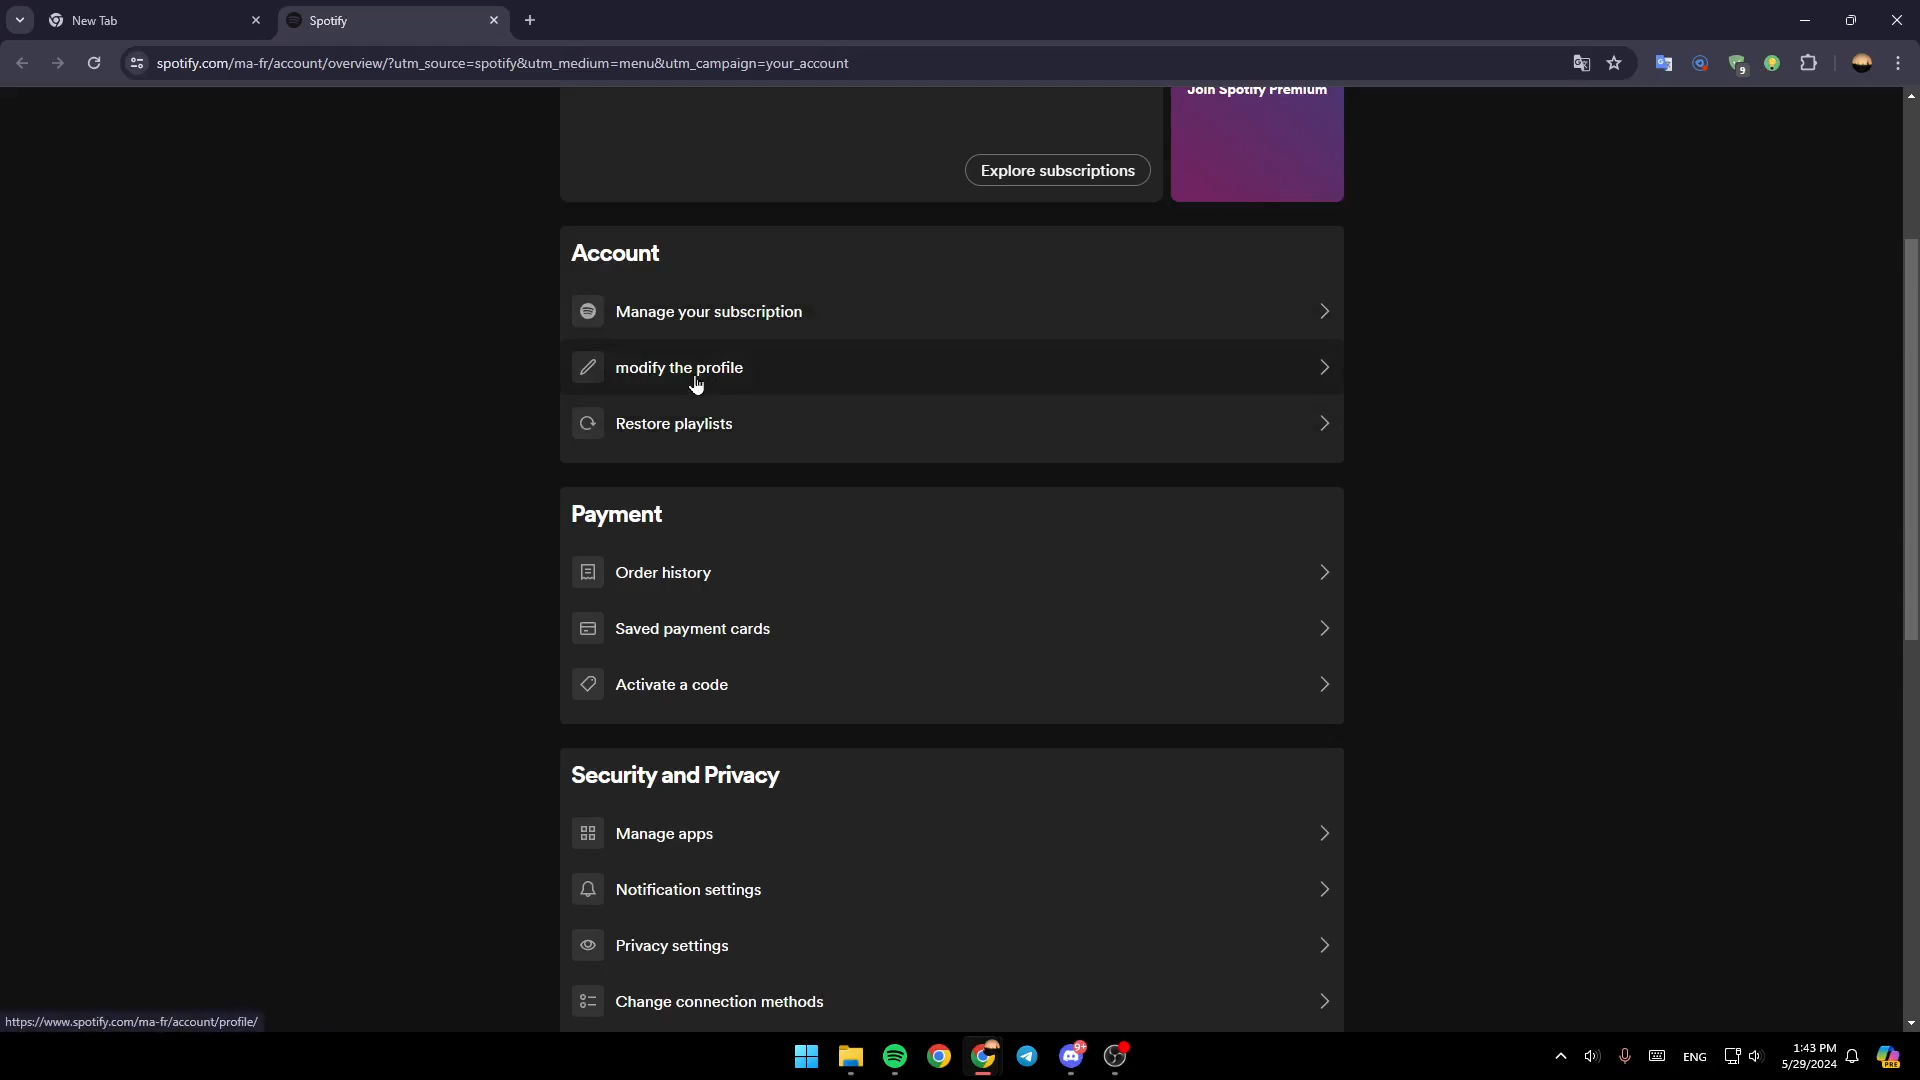 New Tab
Spotify
spotify.com/ma-fr/account/overview/?utm_source=spotify&utm_medium=menu&utm_campaign=your_account
9
Join Spotify Premium
Explore subscriptions
Account
Manage your subscription
modify the profile
Restore playlists
Payment
Order history
Saved payment cards
Activate a code
Security and Privacy
Manage apps
Notification settings
Privacy settings
Change connection methods
https://www.spotify.com/ma-fr/account/profile/
9+
ENG
1:43 PM
5/29/2024
PRE